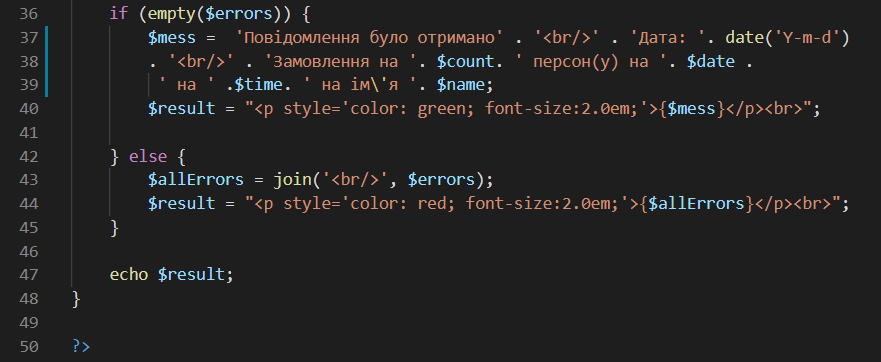 36 if (empty($errors)) {
37 $mess =  'Повідомлення було отримано' . '<br/>' . 'Дата: '. date('Y-m-d')
38 . '<br/>' . 'Замовлення на '. $count. ' персон(у) на '. $date .
39 ' на ' .$time. ' на ім\'я '. $name;
40 $result = "<p style='color: green; font-size:2.0em;'>{$mess}</p><br>";
41
42 } else {
43 $allErrors = join('<br/>', $errors);
44 $result = "<p style='color: red; font-size:2.0em;'>{$allErrors}</p><br>";
45 }
46
47 echo $result;
48 }
49
50 ?>